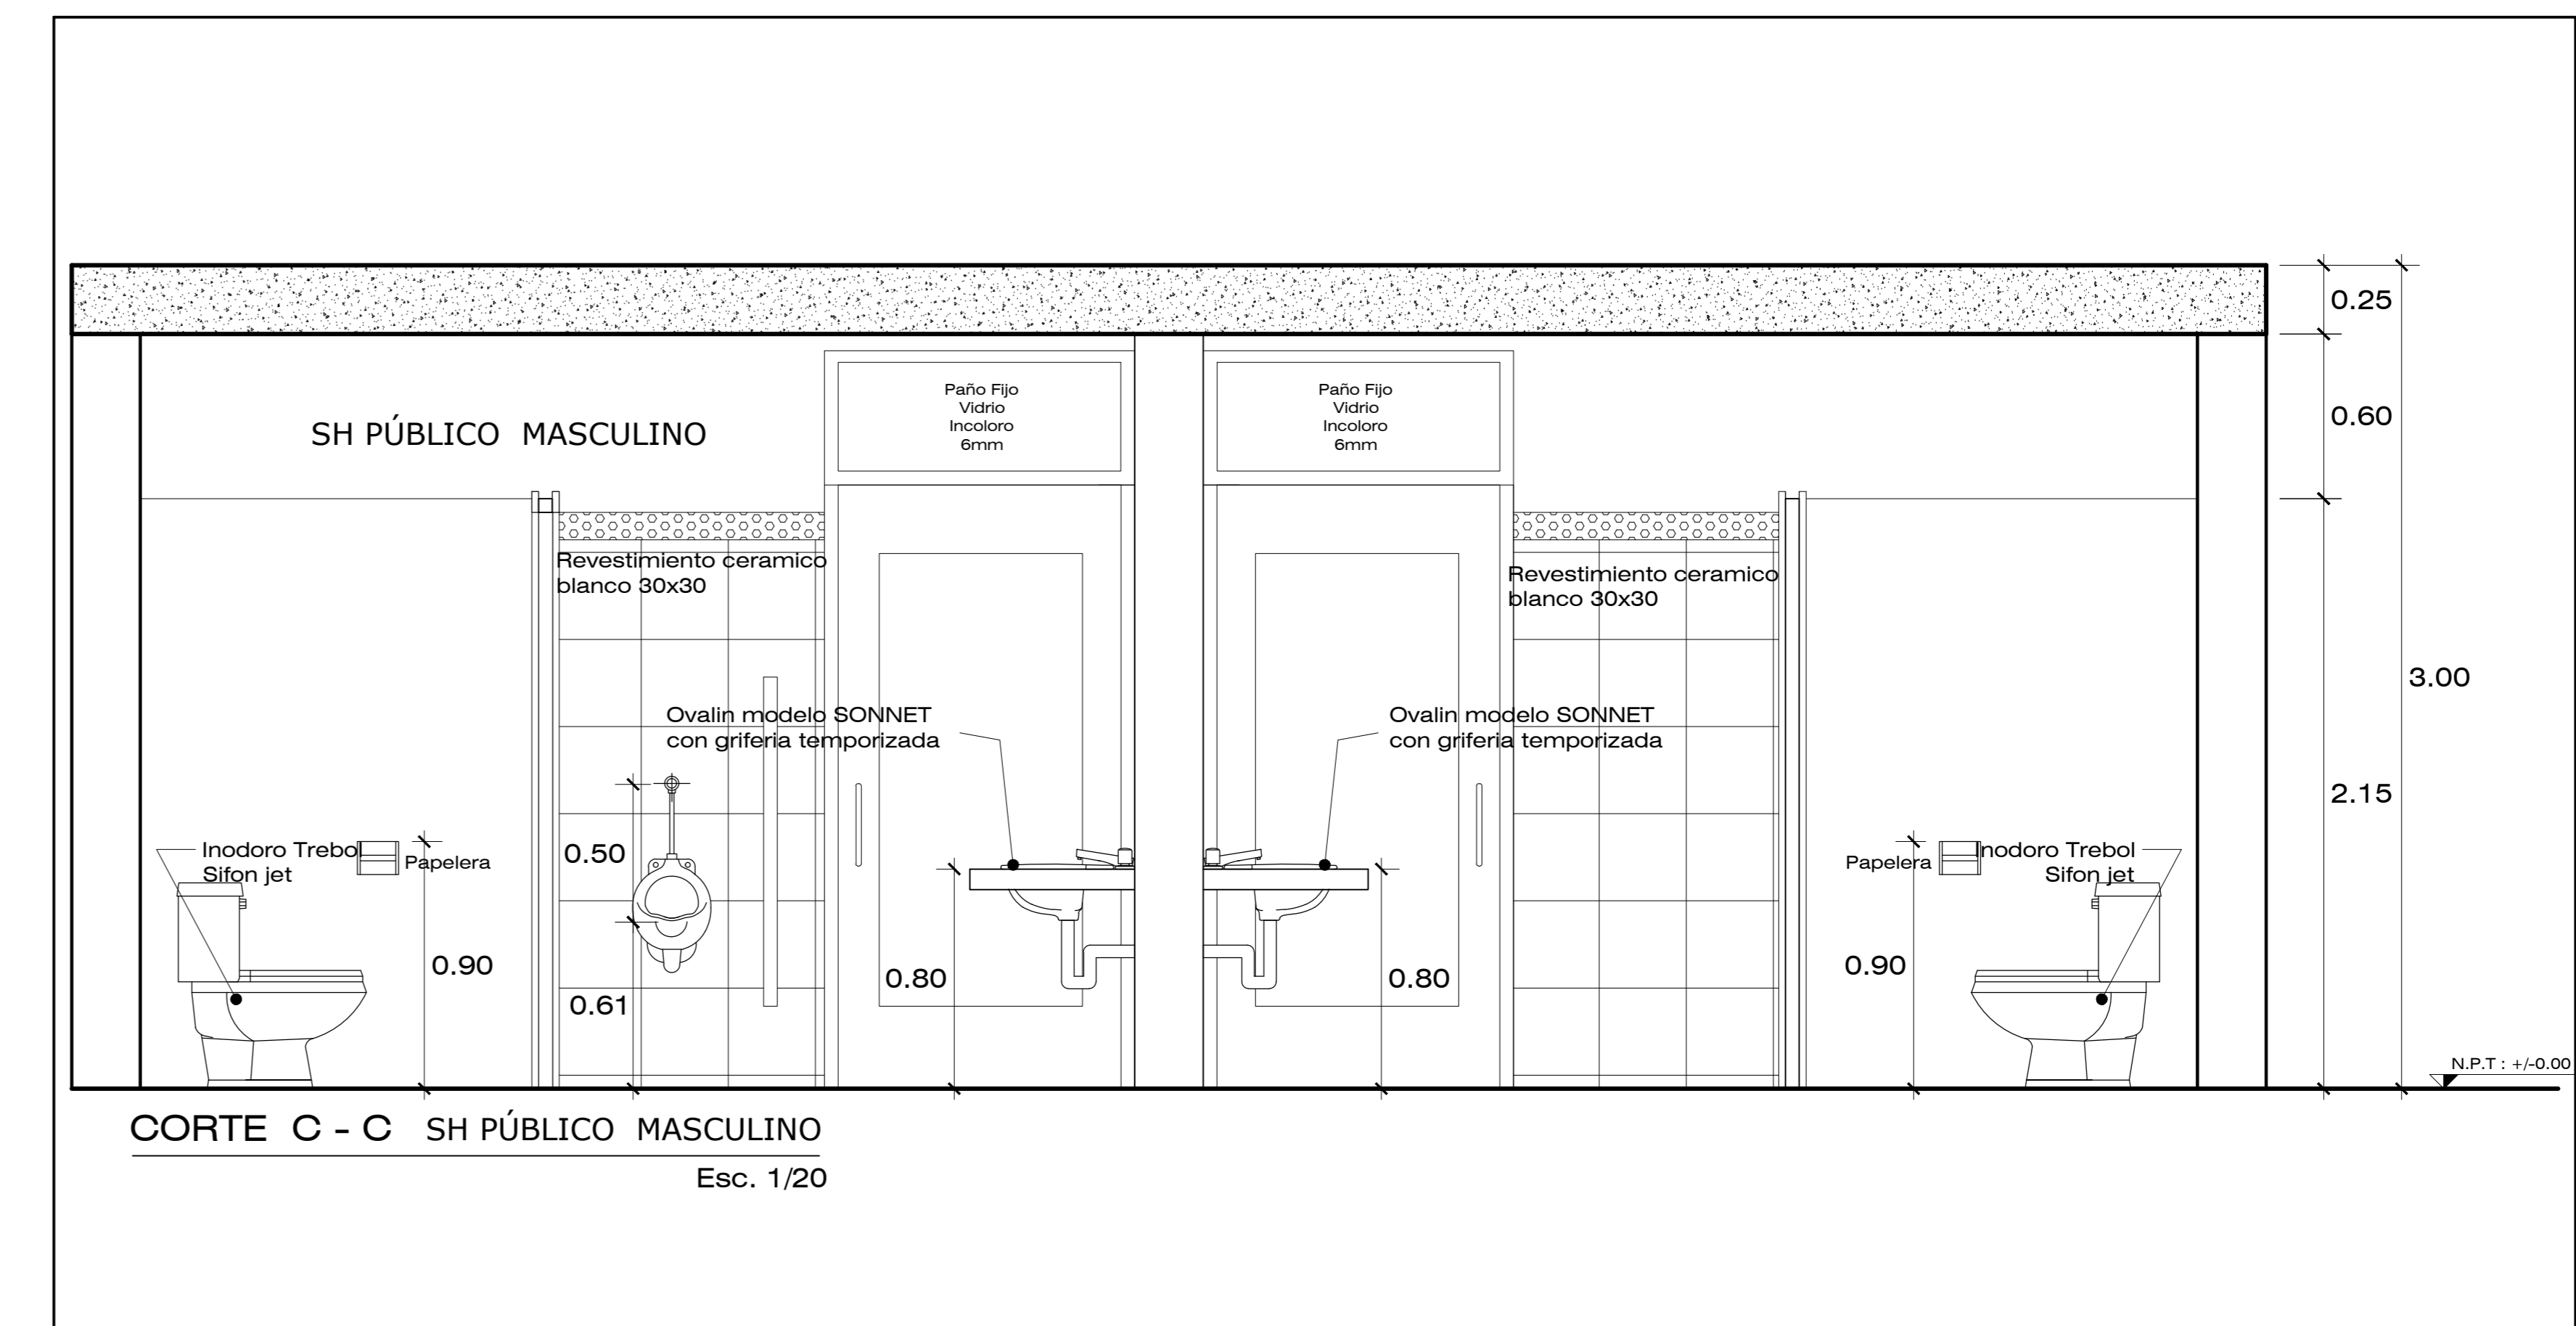 0.25
Paño Fijo
Vidrio
Incoloro
6mm
Paño Fijo
Vidrio
Incoloro
6mm
0.60
SH PÚBLICO MASCULINO
Revestimiento ceramico
blanco 30x30
Revestimiento ceramico
blanco 30x30
3.00
Ovalin modelo SONNET
con griferia temporizada
Ovalin modelo SONNET
con griferia temporizada
2.15
Inodoro Trebol
Sifon jet
Papelera
0.50
Papelera
Inodoro Trebol
Sifon jet
0.90
0.61
0.80
0.80
0.90
N.P.T : +/-0.00
CORTE C - C SH PÚBLICO MASCULINO
Esc. 1/20